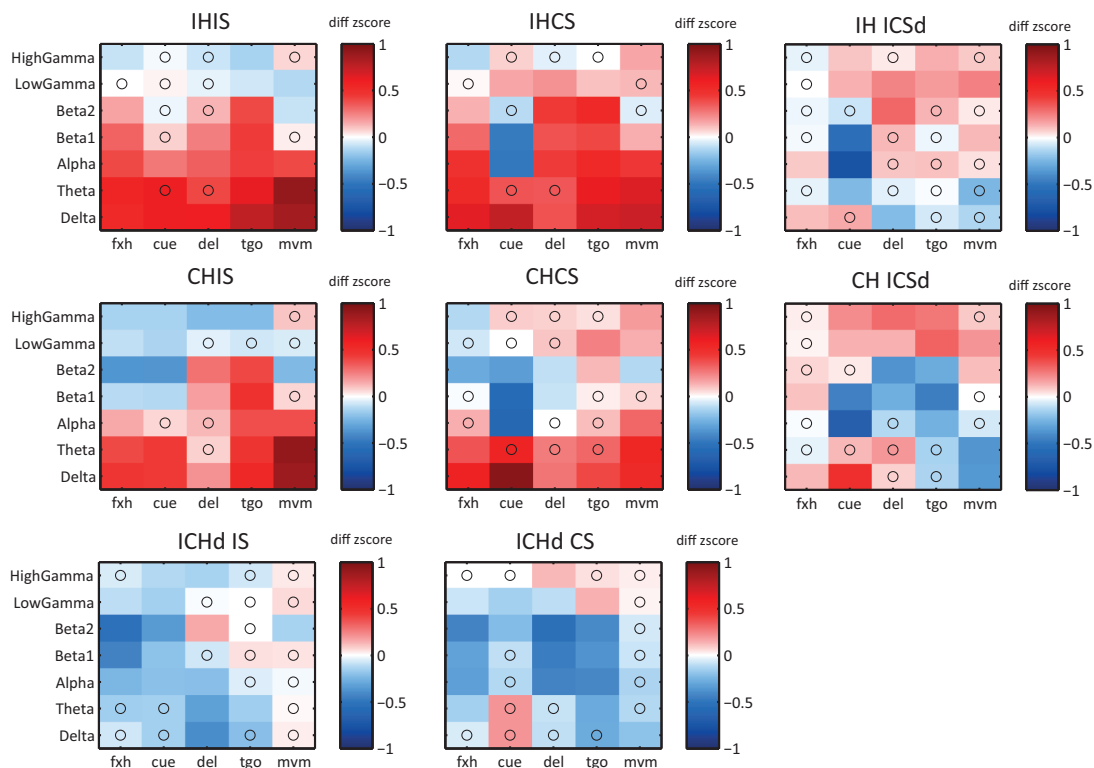 IHIS
IHCS
IH ICSd
diff zscore
diff zscore
diff zscore
HighGamma
LowGamma
Beta2
Beta1
Alpha
Theta
Delta
1
0.5
0
−0.5
−1
1
0.5
0
−0.5
−1
1
0.5
0
−0.5
−1
fxh cue del tgo mvm
fxh cue del tgo mvm
fxh cue del tgo mvm
CHIS
CHCS
CH ICSd
diff zscore
diff zscore
diff zscore
HighGamma
LowGamma
Beta2
Beta1
Alpha
Theta
Delta
1
0.5
0
−0.5
−1
1
0.5
0
−0.5
−1
1
0.5
0
−0.5
−1
fxh cue del tgo mvm
fxh cue del tgo mvm
fxh cue del tgo mvm
ICHd IS
ICHd CS
diff zscore
diff zscore
HighGamma
LowGamma
Beta2
Beta1
Alpha
Theta
Delta
1
0.5
0
−0.5
−1
1
0.5
0
−0.5
−1
fxh cue del tgo mvm
fxh cue del tgo mvm